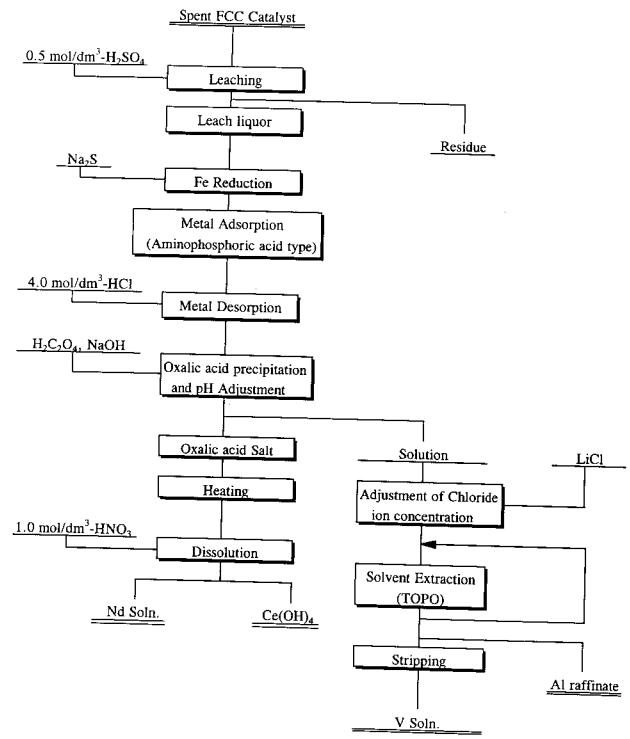 Spent FCC Catalyst
0.5 mol/dm³-H₂SO₄
Leaching
Leach liquor
Residue
Na₂S
Fe Reduction
Metal Adsorption
(Aminophosphoric acid type)
4.0 mol/dm³-HCl
Metal Desorption
H₂C₂O₄, NaOH
Oxalic acid precipitation
and pH Adjustment
Oxalic acid Salt
Solution
LiCl
Heating
Adjustment of Chloride
ion concentration
1.0 mol/dm³-HNO₃
Dissolution
Solvent Extraction
(TOPO)
Nd Soln.
Ce(OH)₄
Stripping
Al raffinate
V Soln.